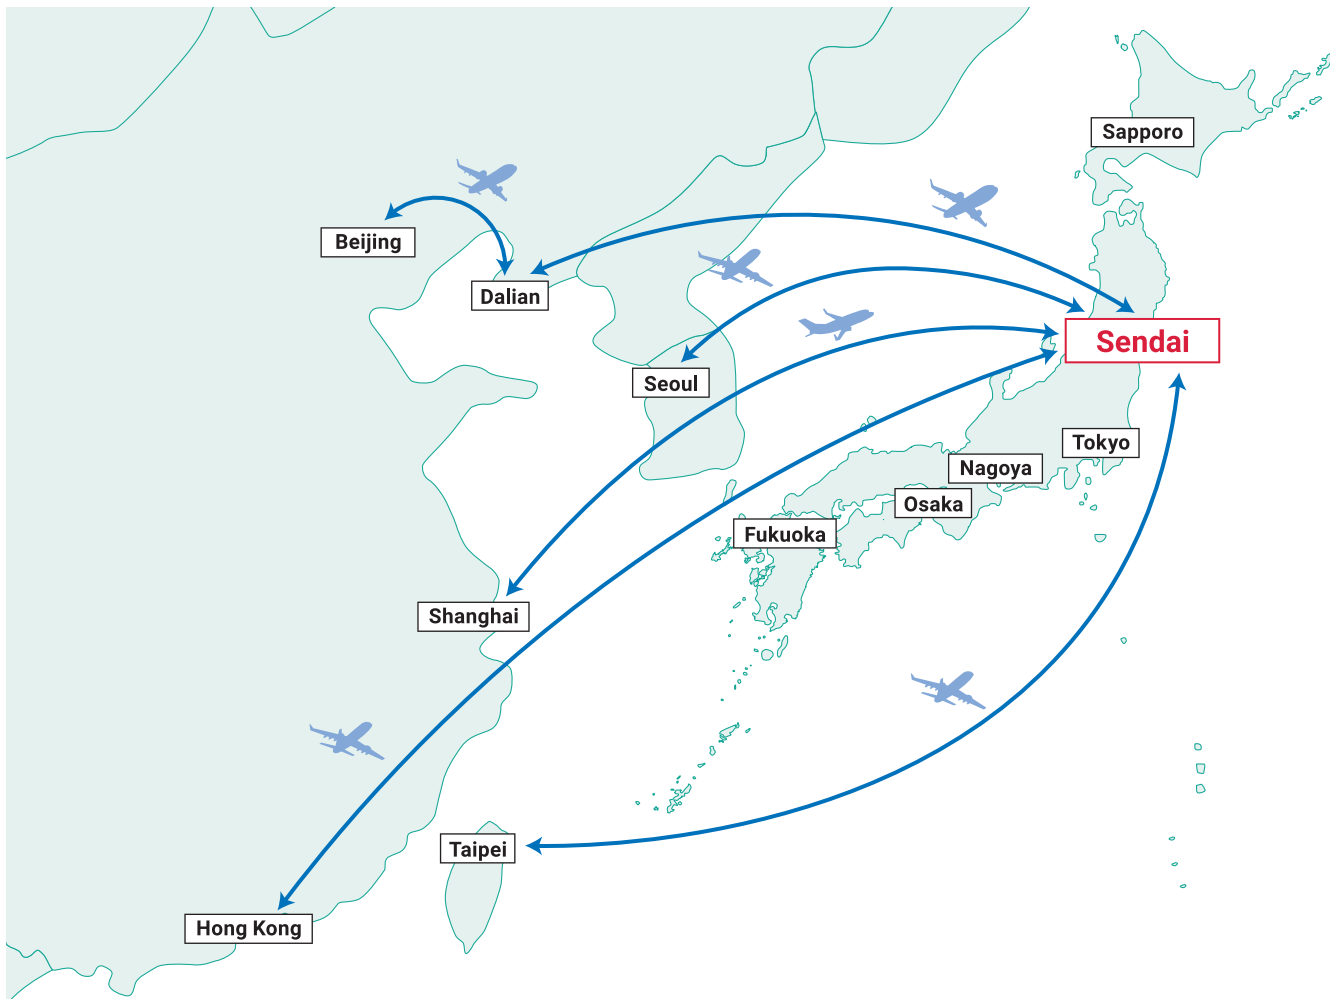 Sapporo
Beijing
Dalian
Sendai
Seoul
Tokyo
Nagoya
Osaka
Fukuoka
Shanghai
Taipei
Hong Kong